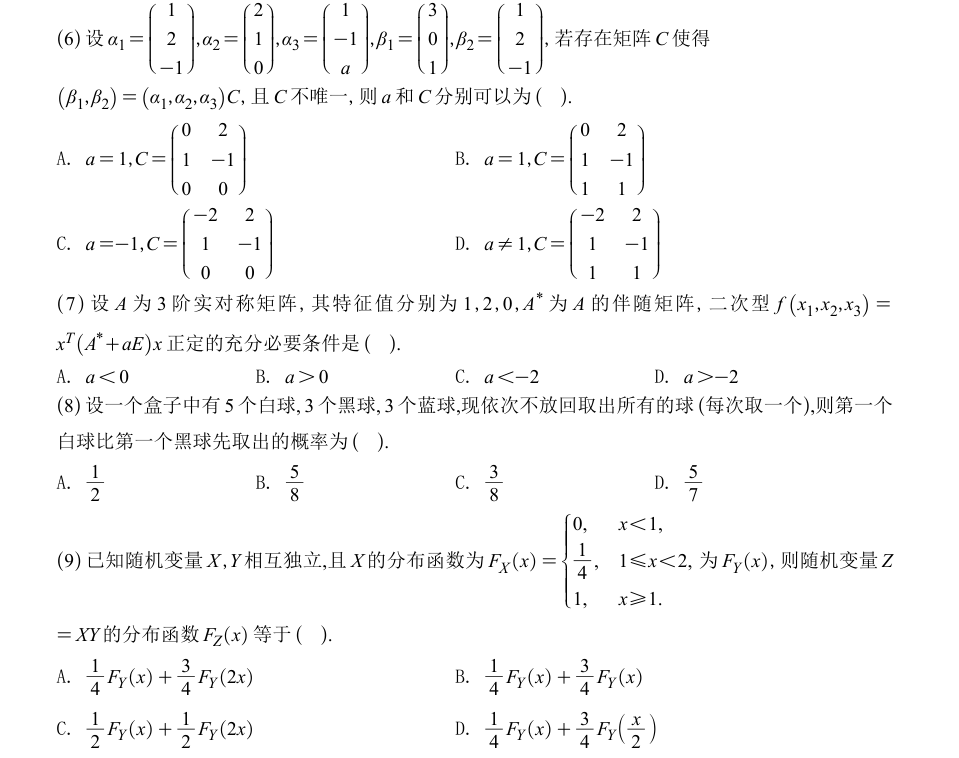 (6) 设 α₁ = (1 2 −1), α₂ = (2 1 0), α₃ = (1 −1 a), β₁ = (3 0 1), β₂ = (1 2 −1), 若存在矩阵 C 使得
(β₁,β₂) = (α₁,α₂,α₃)C, 且 C 不唯一, 则 a 和 C 分别可以为 ( ).
A. a = 1, C = (0 2; 1 −1; 0 0) B. a = 1, C = (0 2; 1 −1; 1 1)
C. a = −1, C = (−2 2; 1 −1; 0 0) D. a ≠ 1, C = (−2 2; 1 −1; 1 1)
(7) 设 A 为 3 阶实对称矩阵, 其特征值分别为 1, 2, 0, A* 为 A 的伴随矩阵, 二次型 f(x₁,x₂,x₃) =
xᵀ(A* + aE)x 正定的充分必要条件是 ( ).
A. a < 0 B. a > 0 C. a < −2 D. a > −2
(8) 设一个盒子中有 5 个白球, 3 个黑球, 3 个蓝球,现依次不放回取出所有的球 (每次取一个),则第一个
白球比第一个黑球先取出的概率为 ( ).
A. 1/2 B. 5/8 C. 3/8 D. 5/7
(9) 已知随机变量 X, Y 相互独立,且 X 的分布函数为 F_X(x) = {0, x < 1, 1/4, 1 ⩽ x < 2, 1, x ⩾ 1. 为 F_Y(x), 则随机变量 Z
= XY 的分布函数 F_Z(x) 等于 ( ).
A. 1/4 F_Y(x) + 3/4 F_Y(2x) B. 1/4 F_Y(x) + 3/4 F_Y(x)
C. 1/2 F_Y(x) + 1/2 F_Y(2x) D. 1/4 F_Y(x) + 3/4 F_Y(x/2)